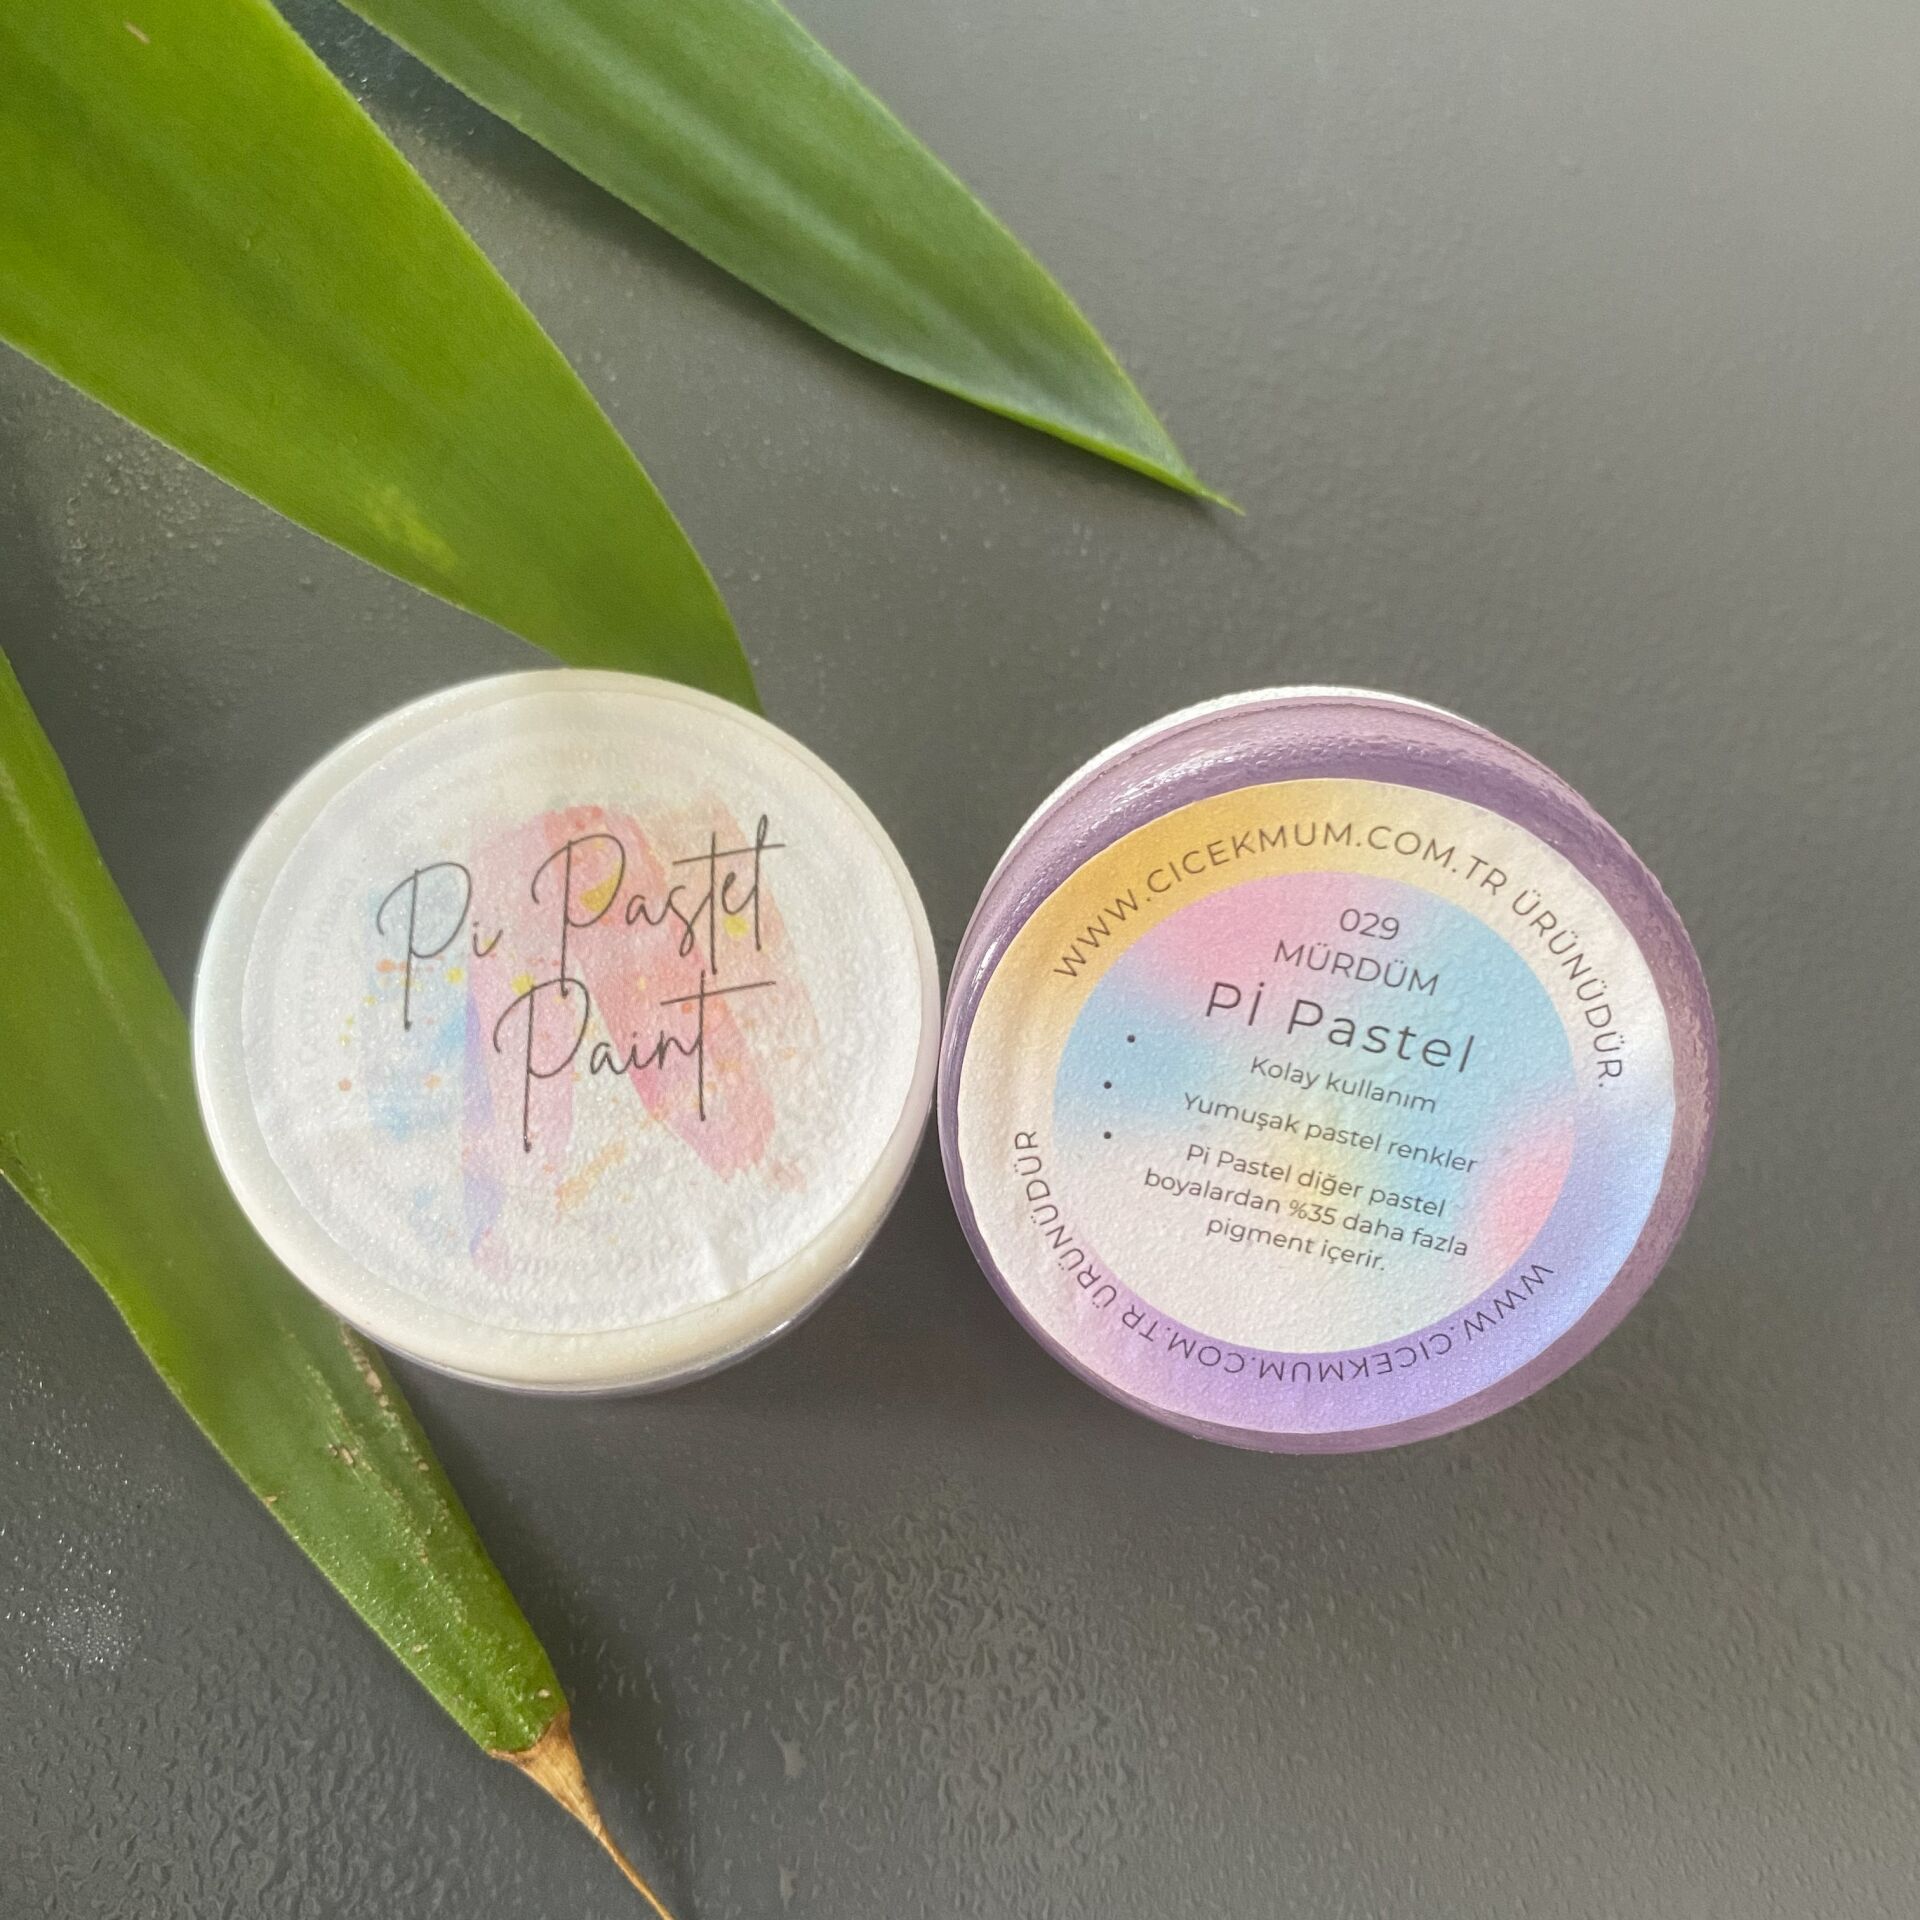 Pi Pastel
Paint
WWW.CICEKMUM.COM.TR ÜRÜNÜDÜR.
029
MÜRDÜM
Pİ Pastel
• Kolay kullanım
• Yumuşak pastel renkler
• Pi Pastel diğer pastel
boyalardan %35 daha fazla
pigment içerir.
WWW.CICEKMUM.COM.TR ÜRÜNÜDÜR